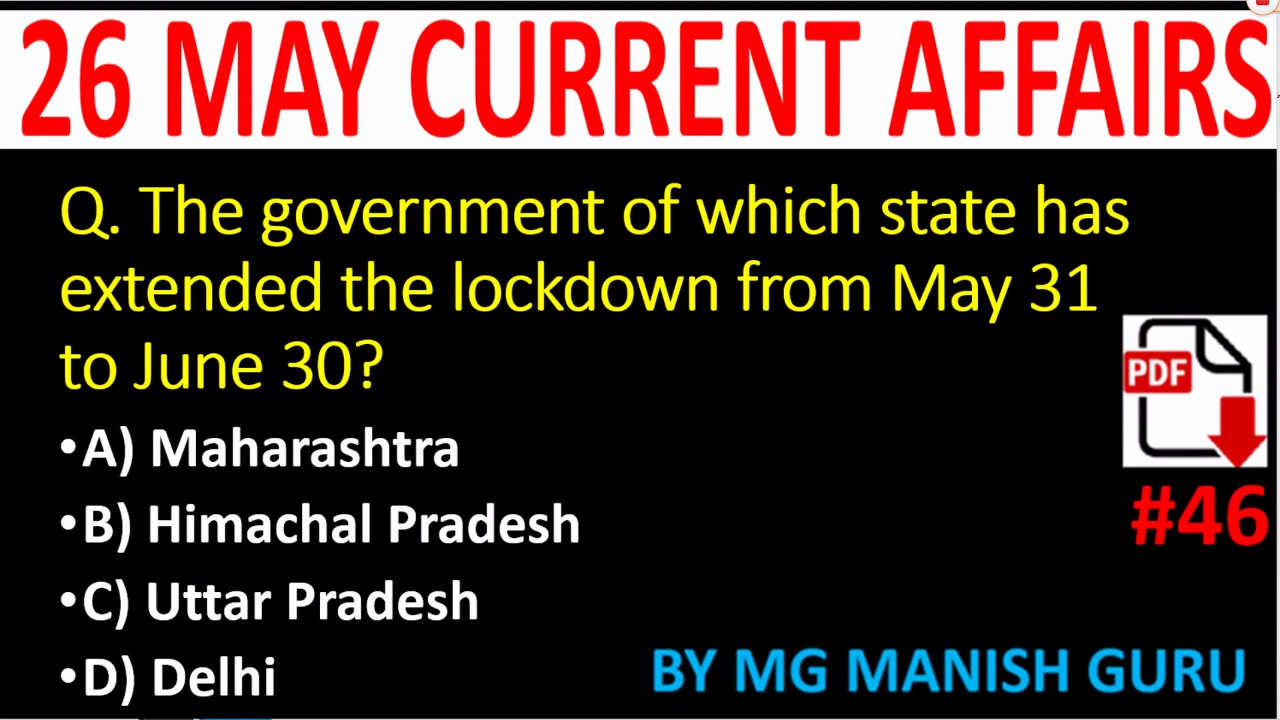 26 MAY CURRENT AFFAIRS
Q. The government of which state has
extended the lockdown from May 31
to June 30?
•A) Maharashtra
•B) Himachal Pradesh
•C) Uttar Pradesh
•D) Delhi
PDF
#46
BY MG MANISH GURU